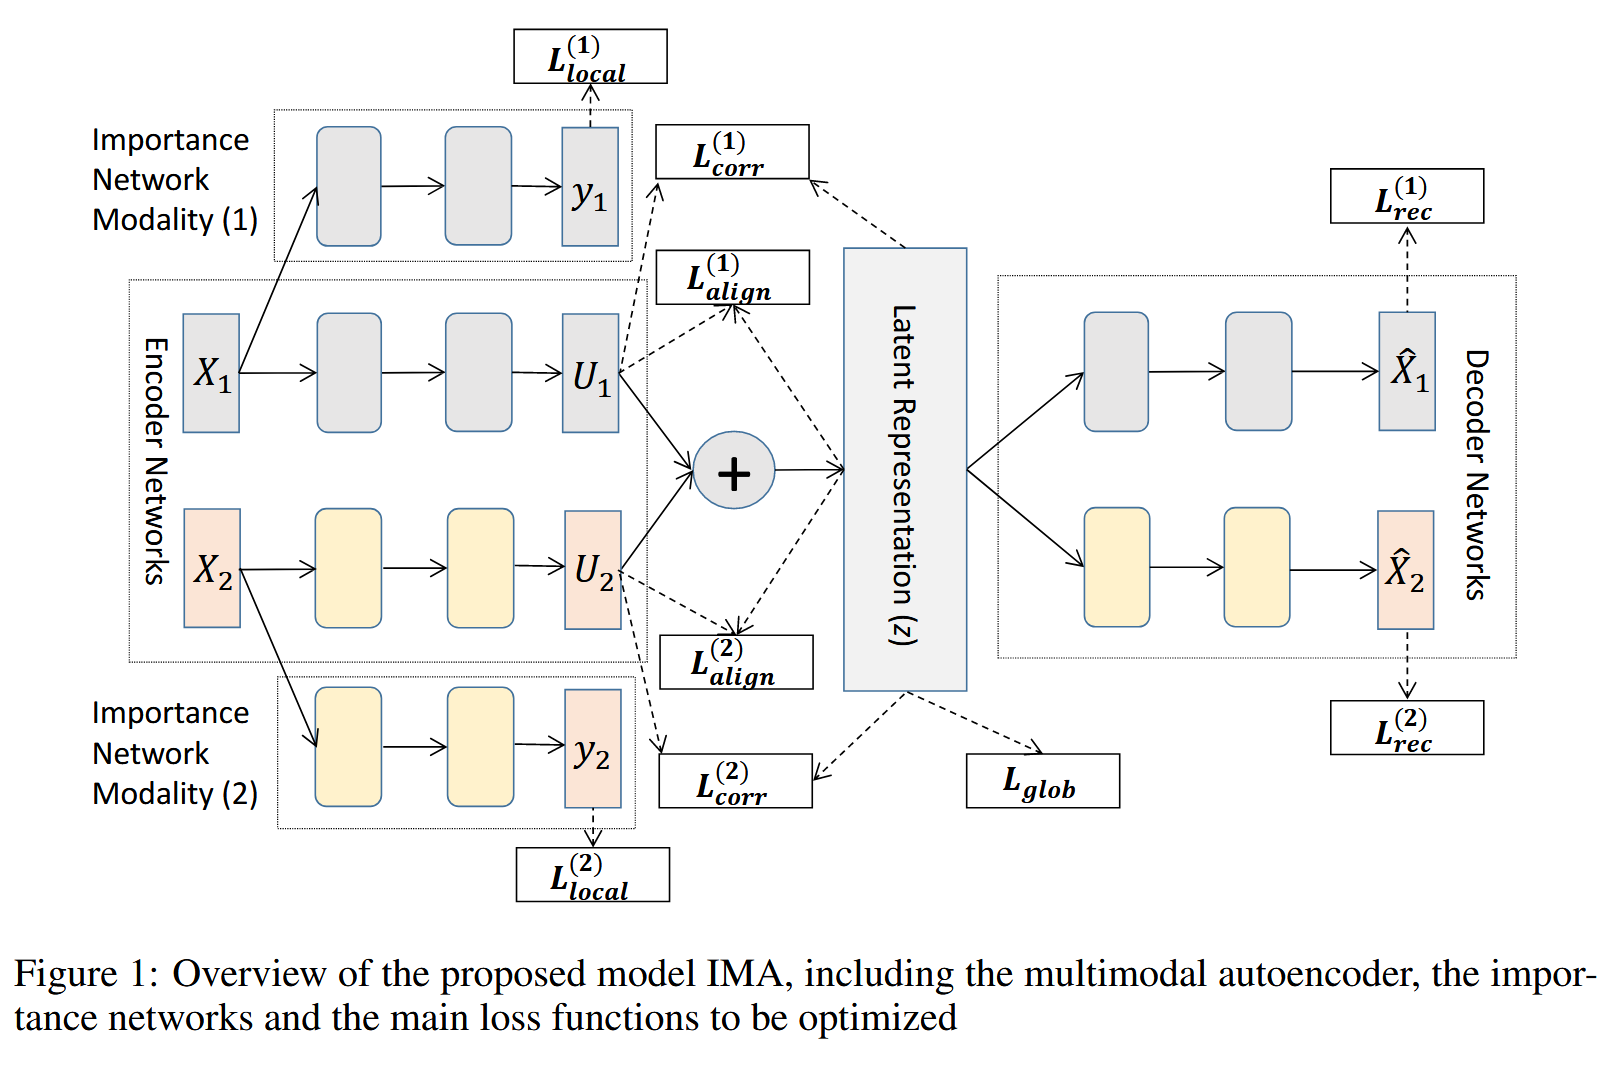 L_{local}^{(1)}
Importance
Network
Modality (1)
y_1
L_{corr}^{(1)}
L_{rec}^{(1)}
L_{align}^{(1)}
Encoder Networks
X_1
U_1
Latent Representation (z)
X̂_1
Decoder Networks
+
X_2
U_2
X̂_2
L_{align}^{(2)}
Importance
Network
Modality (2)
y_2
L_{corr}^{(2)}
L_{glob}
L_{rec}^{(2)}
L_{local}^{(2)}
Figure 1: Overview of the proposed model IMA, including the multimodal autoencoder, the impor-
tance networks and the main loss functions to be optimized